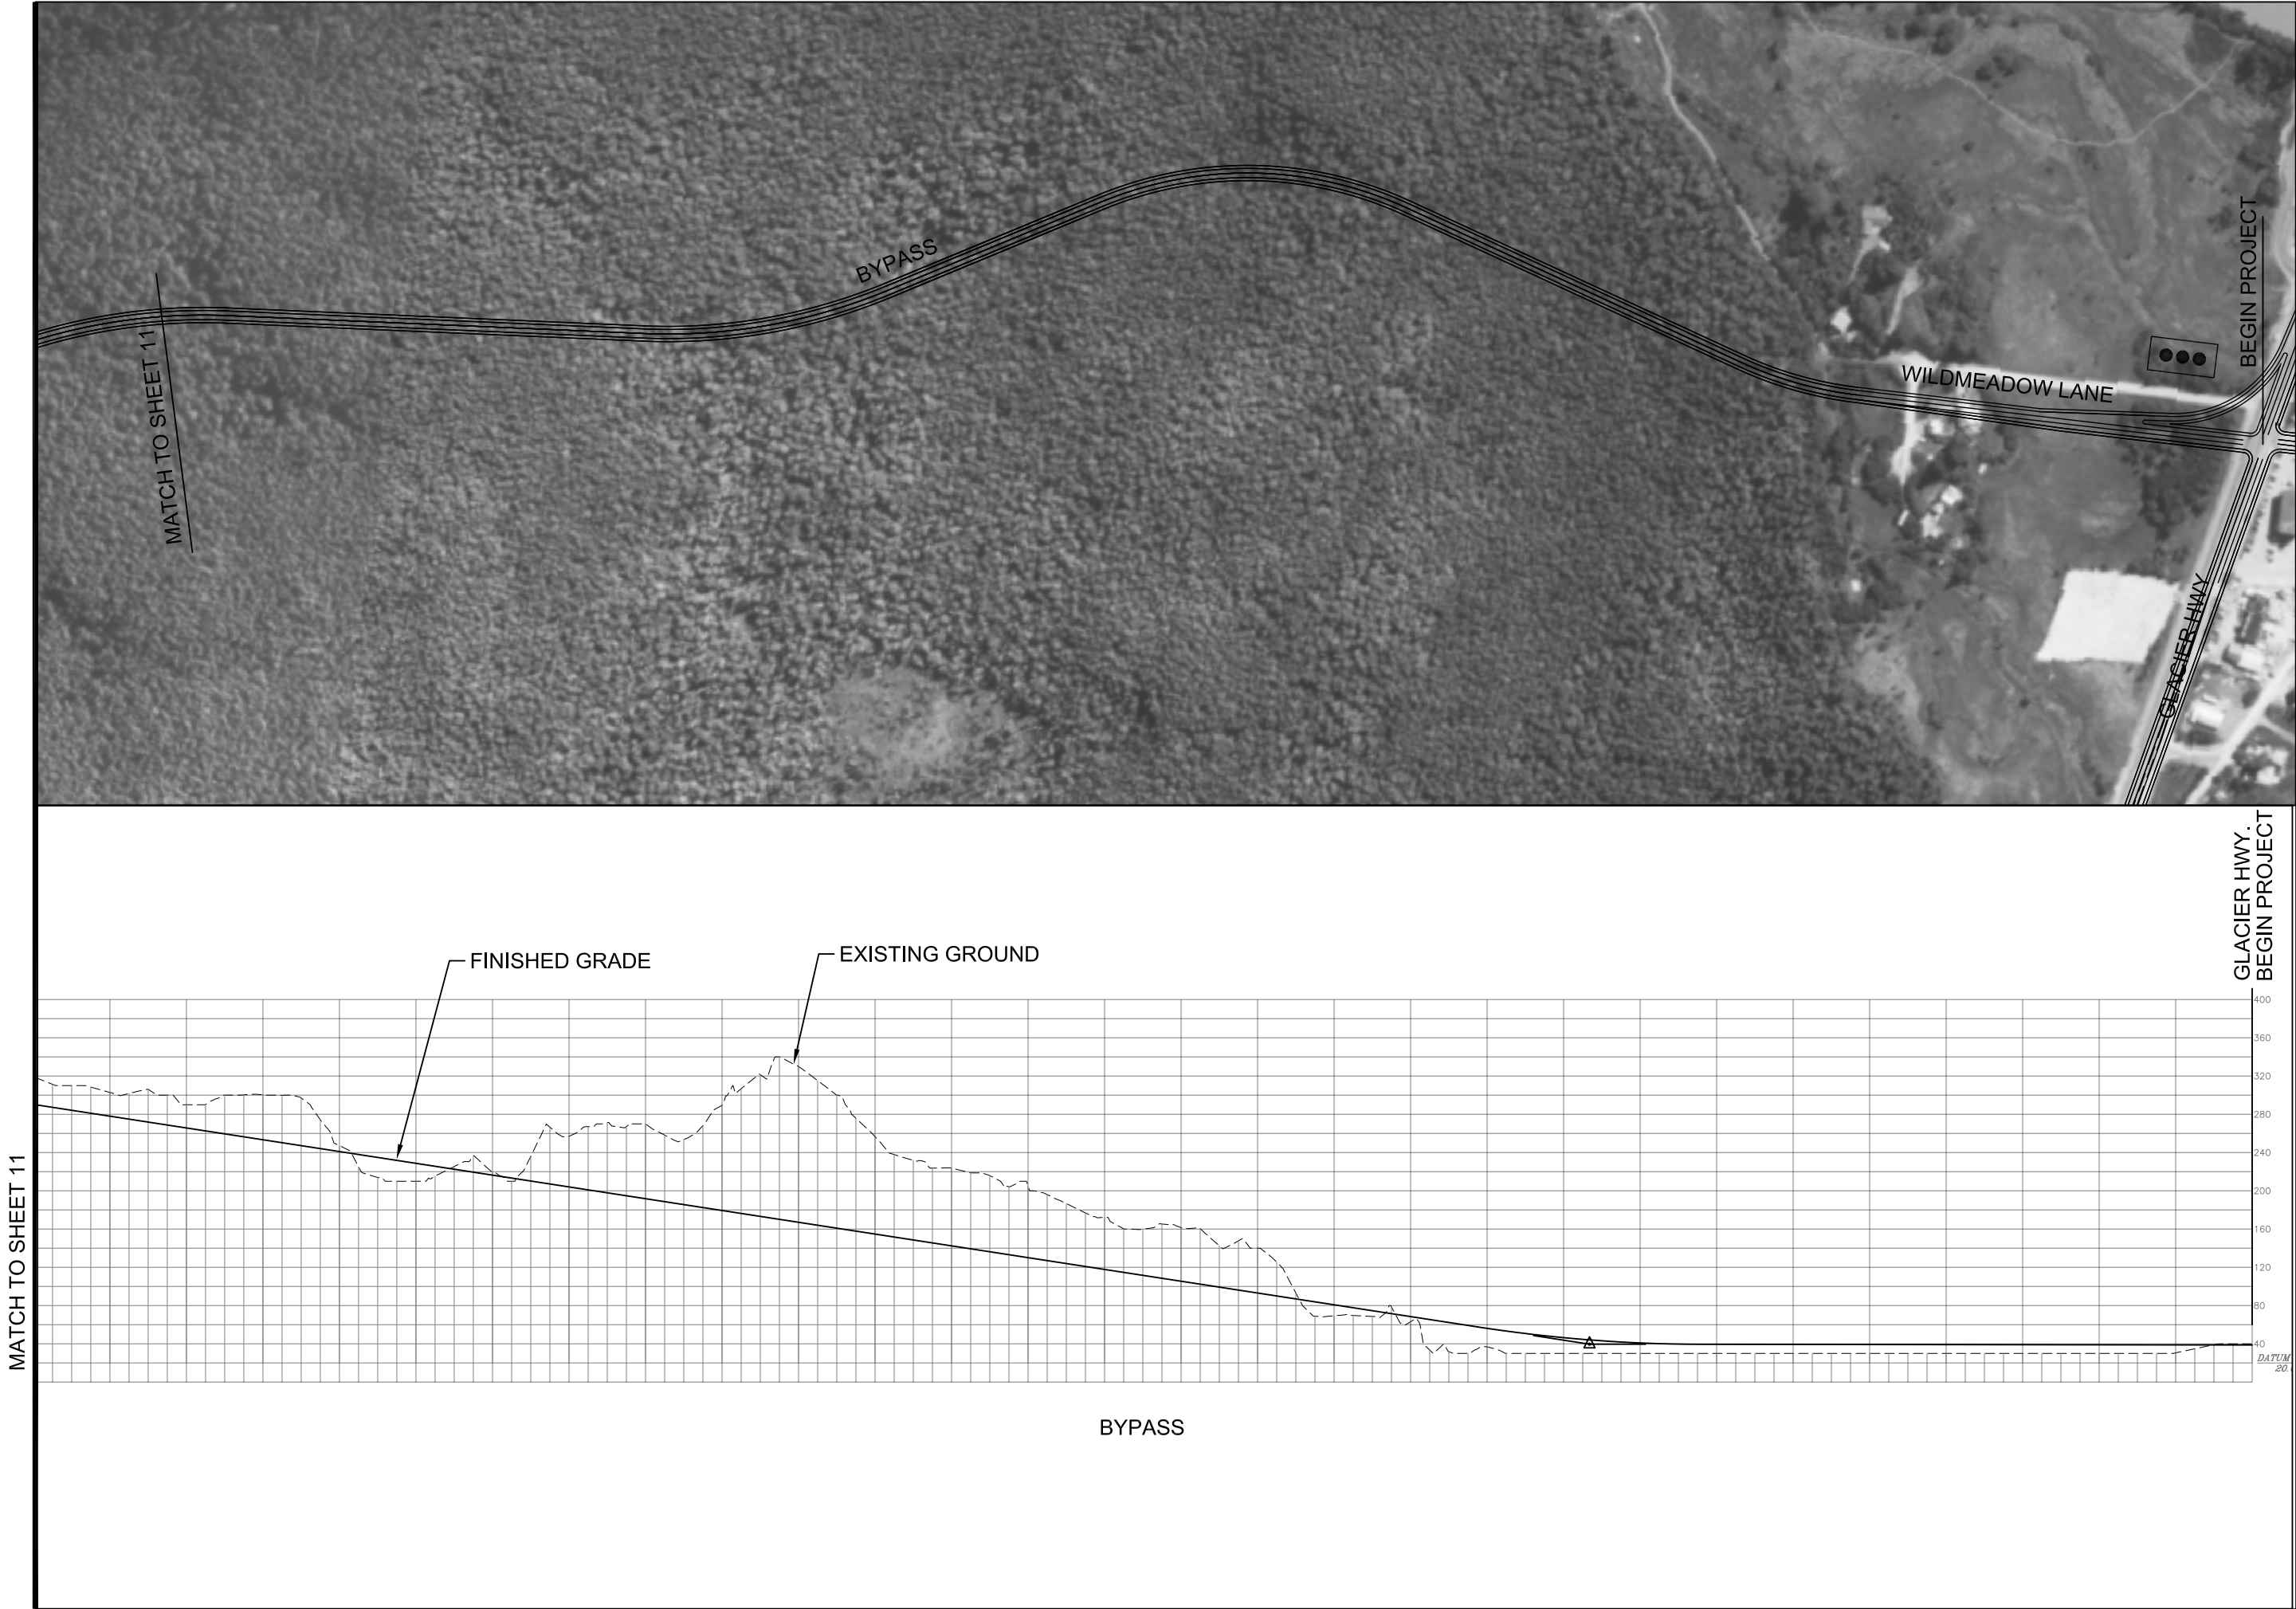 BEGIN PROJECT
BYPASS
MATCH TO SHEET 11
WILDMEADOW LANE
GLACIER HWY
GLACIER HWY.
BEGIN PROJECT
FINISHED GRADE
EXISTING GROUND
400
360
320
280
240
200
160
120
80
40
DATUM
20.
MATCH TO SHEET 11
BYPASS